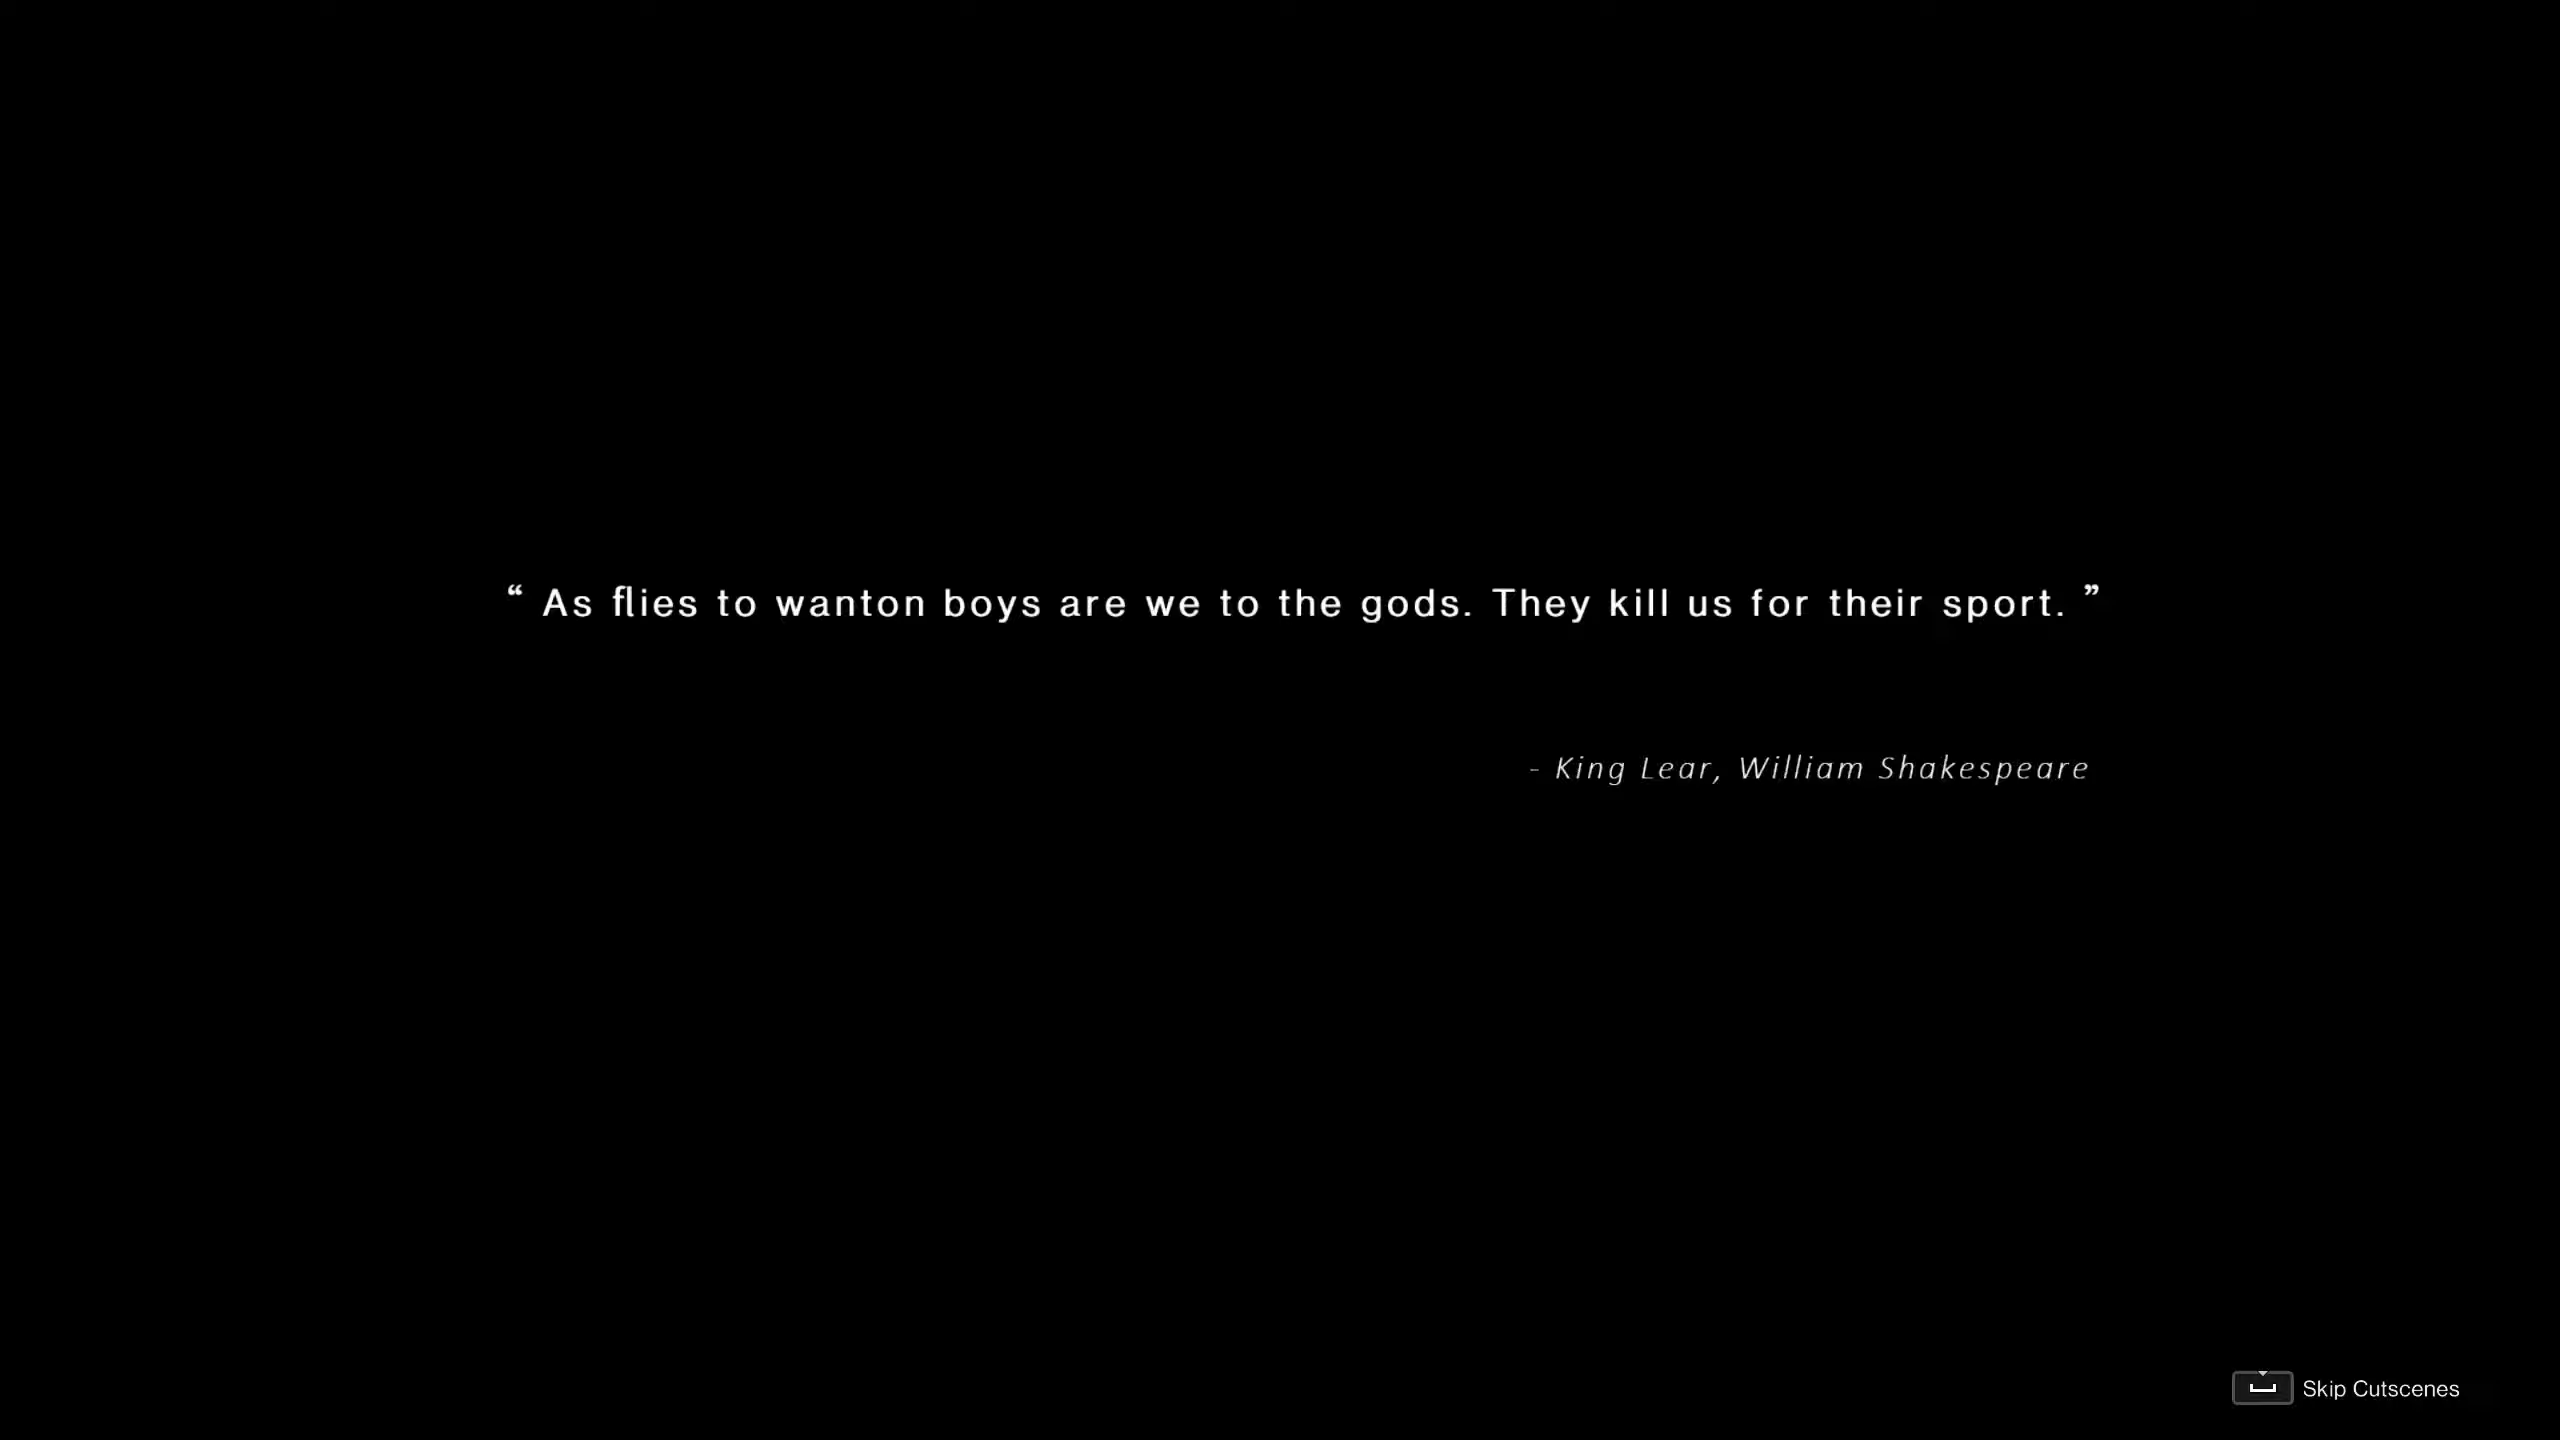 “ As flies to wanton boys are we to the gods. They kill us for their sport. ”
- King Lear, William Shakespeare
Skip Cutscenes